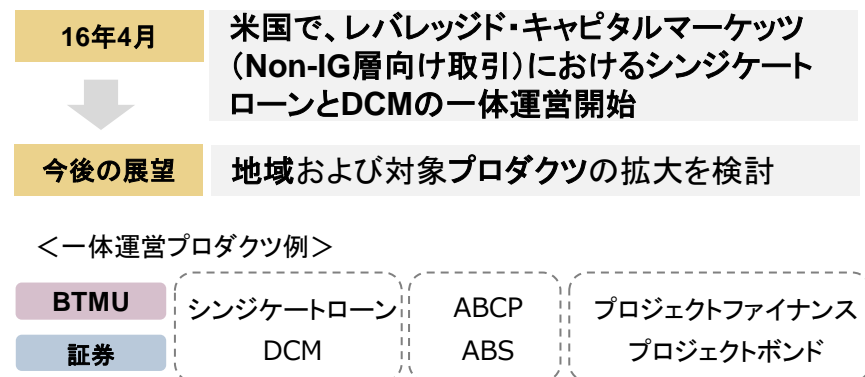 16年4月
米国で、レバレッジド・キャピタルマーケッツ
（Non-IG層向け取引）におけるシンジケート
ローンとDCMの一体運営開始
今後の展望
地域および対象プロダクツの拡大を検討
＜一体運営プロダクツ例＞
BTMU シンジケートローン ABCP プロジェクトファイナンス
証券 DCM ABS プロジェクトボンド